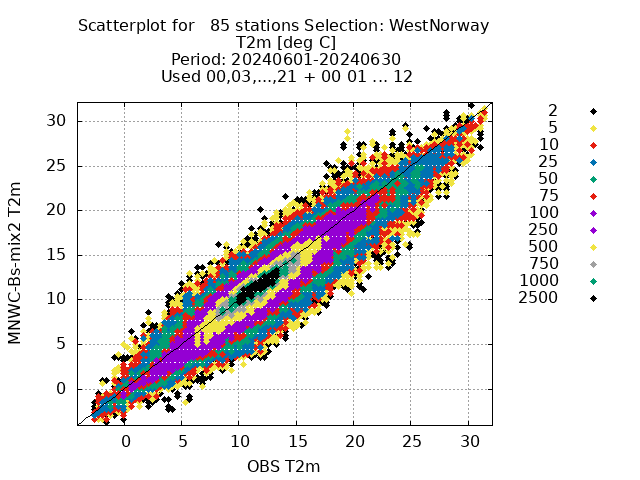 Scatterplot for   85 stations Selection: WestNorway
T2m [deg C]
Period: 20240601-20240630
Used 00,03,...,21 + 00 01 ... 12
MNWC-Bs-mix2 T2m
30
25
20
15
10
5
0
0 5 10 15 20 25 30
OBS T2m
2
5
10
25
50
75
100
250
500
750
1000
2500